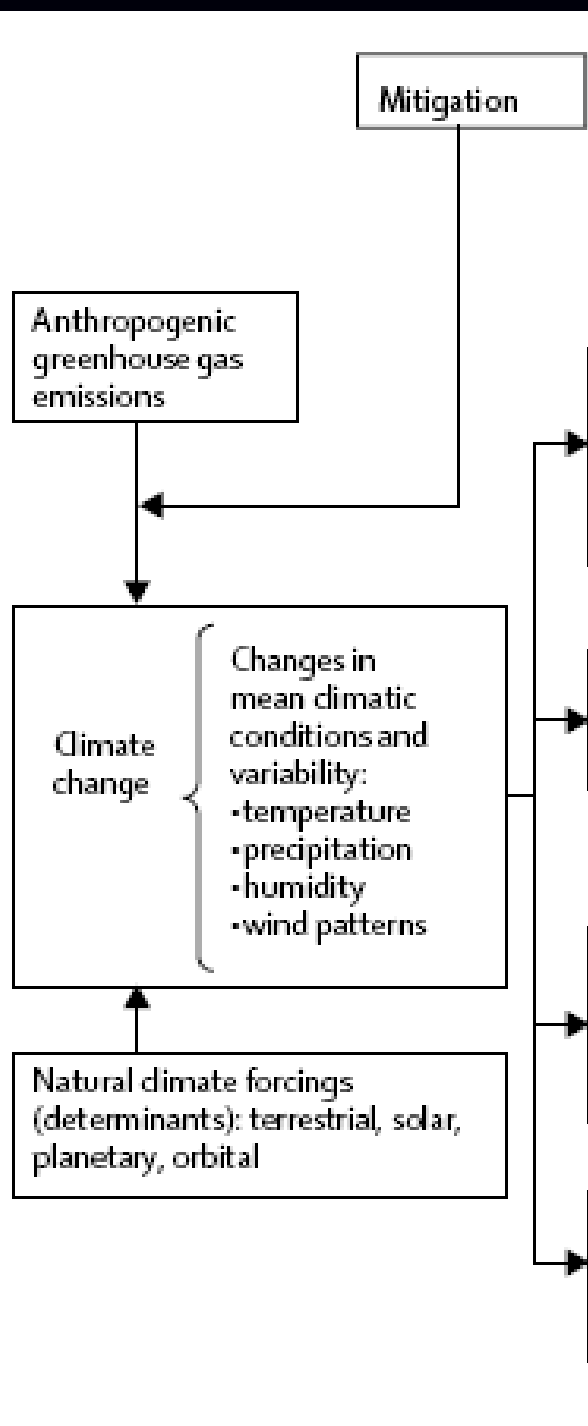 Mitigation
Anthropogenic
greenhouse gas
emissions
Climate
change
Changes in
mean climatic
conditions and
variability:
•temperature
•precipitation
•humidity
•wind patterns
Natural climate forcings
(determinants): terrestrial, solar,
planetary, orbital